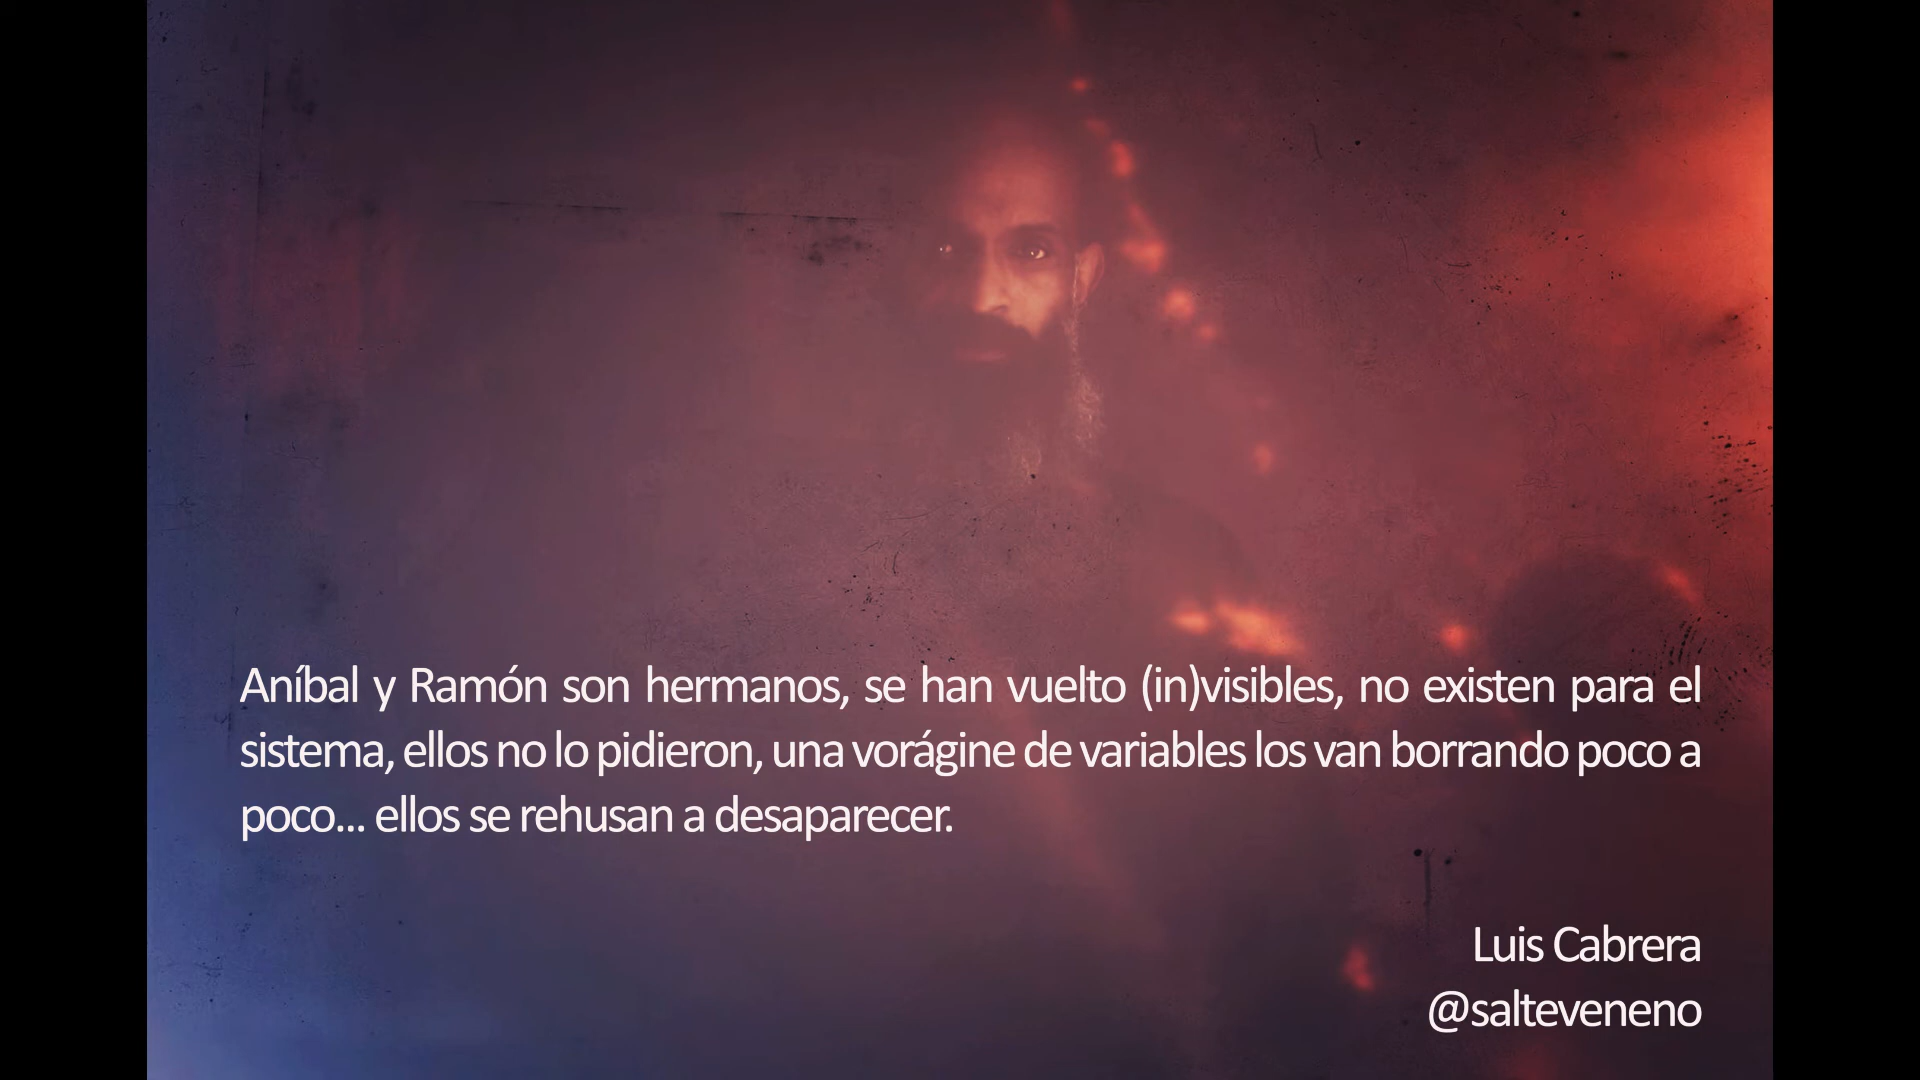 Aníbal y Ramón son hermanos, se han vuelto (in)visibles, no existen para el
sistema, ellos no lo pidieron, una vorágine de variables los van borrando poco a
poco... ellos se rehusan a desaparecer.
Luis Cabrera
@salteveneno